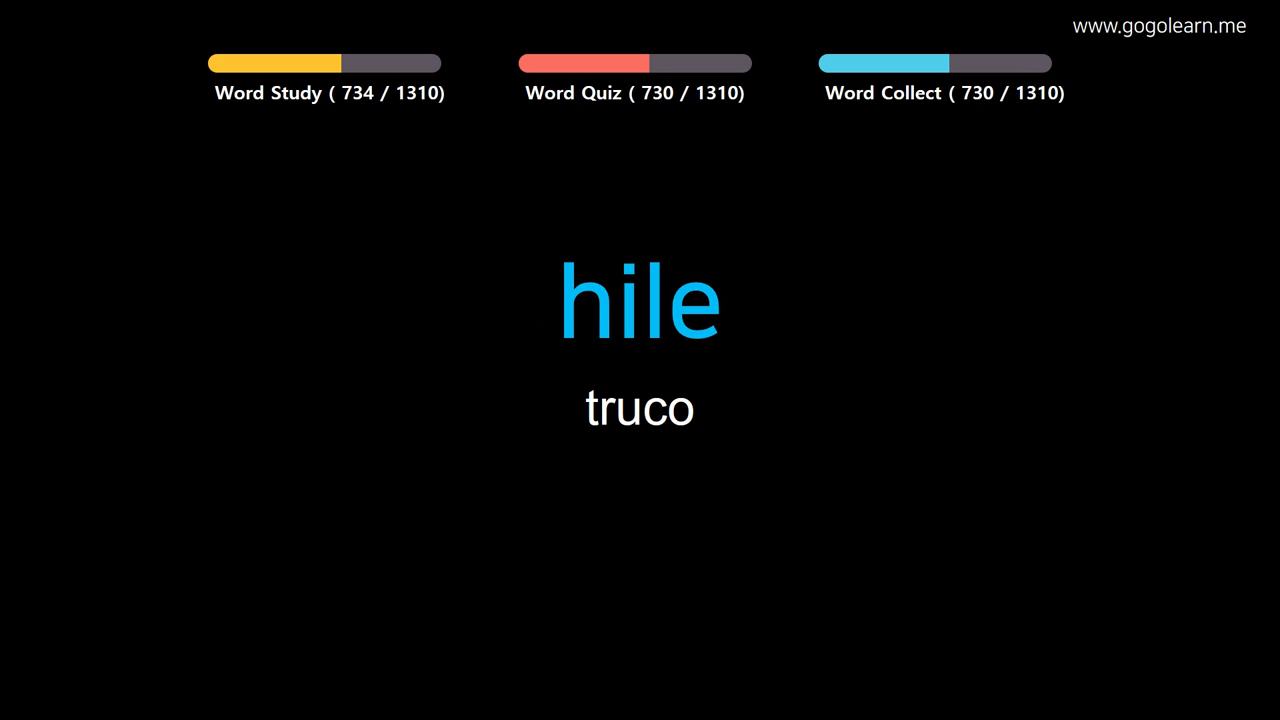 www.gogolearn.me
Word Study ( 734 / 1310)
Word Quiz ( 730 / 1310)
Word Collect ( 730 / 1310)
hile
truco